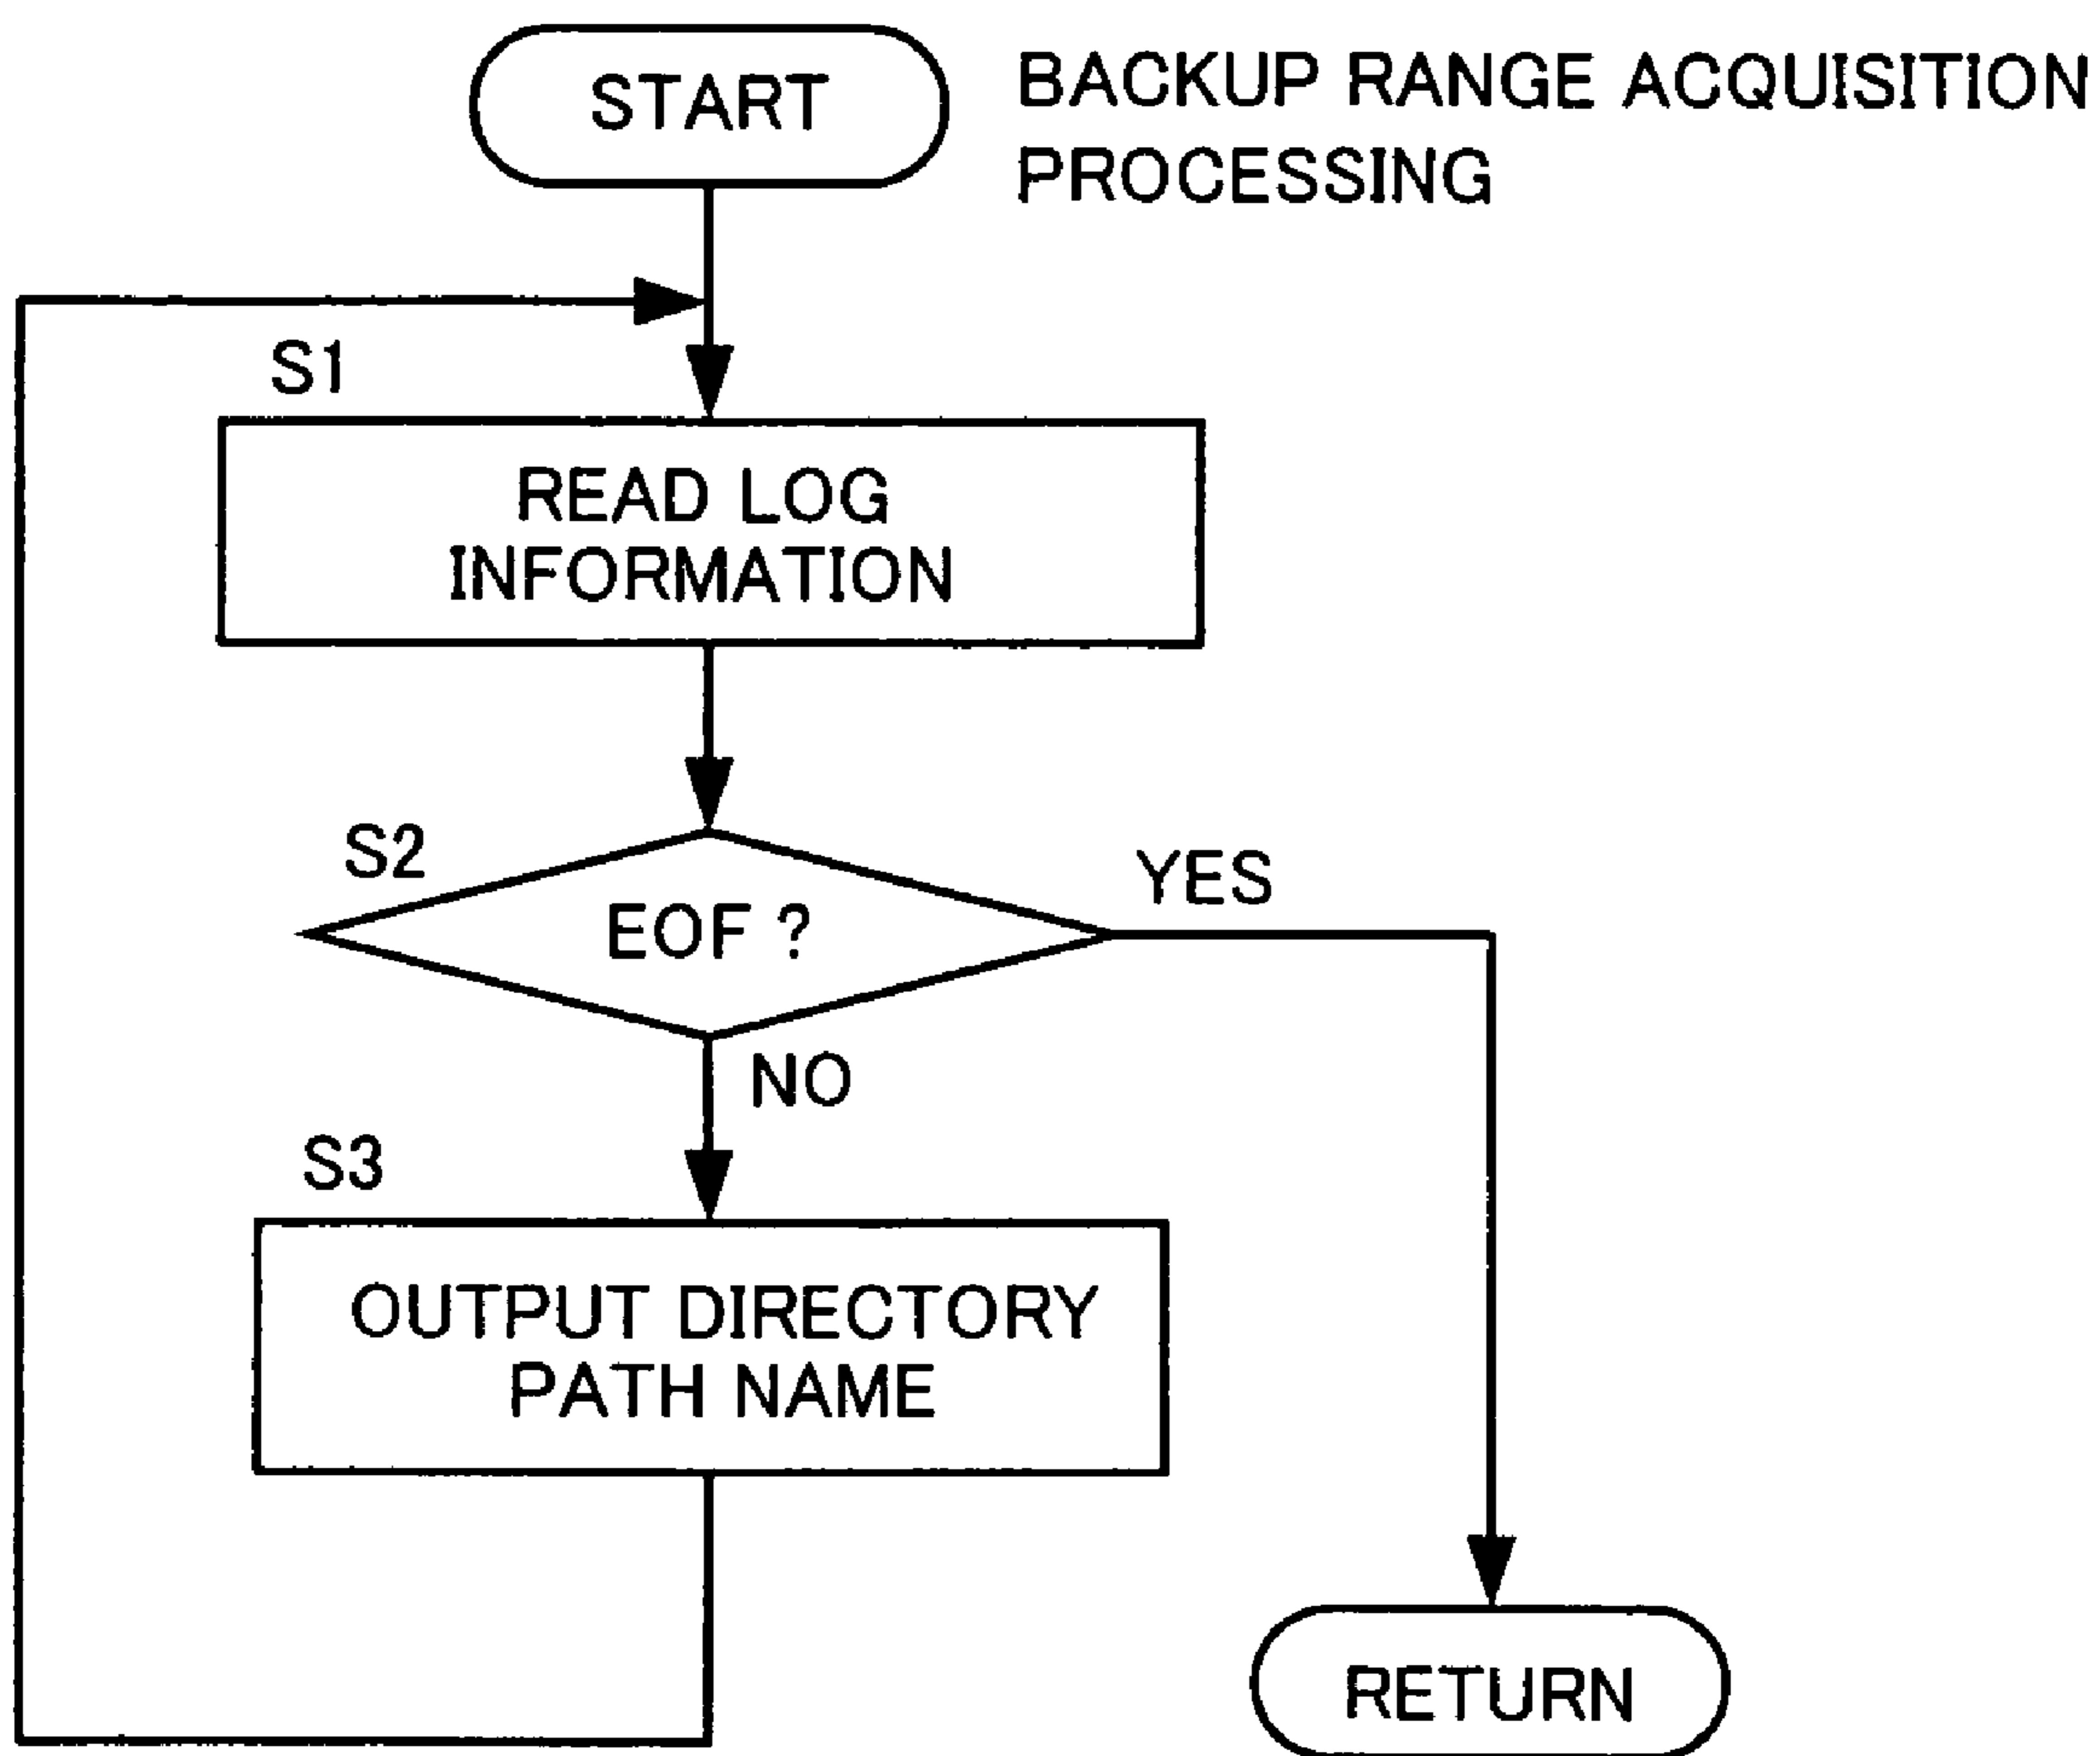 START
BACKUP RANGE ACQUISITION
PROCESSING
S1
READ LOG
INFORMATION
S2
EOF ?
YES
NO
S3
OUTPUT DIRECTORY
PATH NAME
RETURN